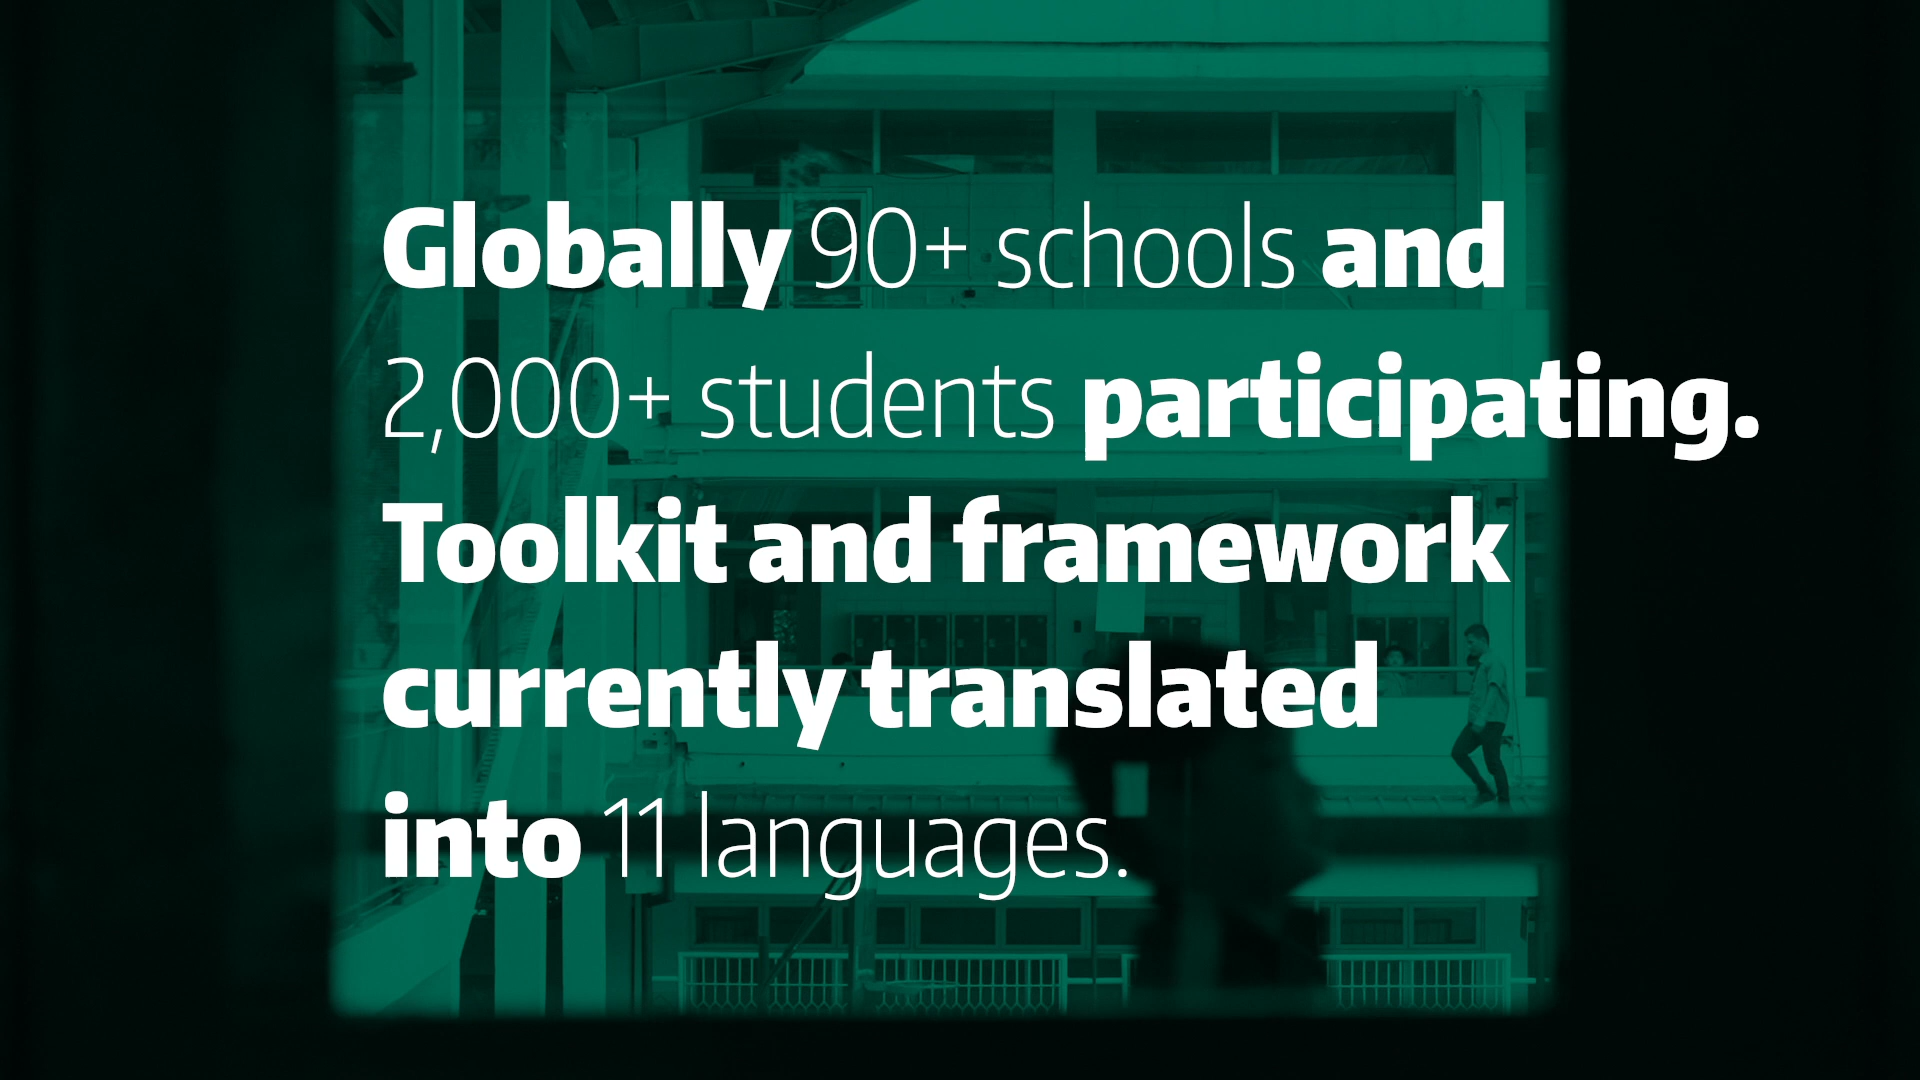 Globally 90+ schools and
2,000+ students participating.
Toolkit and framework
currently translated
into 11 languages.